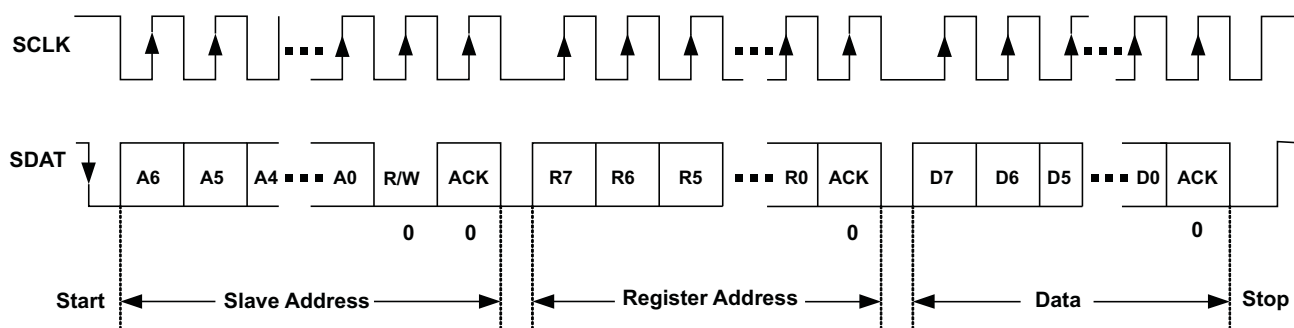 SCLK
SDAT
A6 A5 A4 A0 R/W ACK R7 R6 R5 R0 ACK D7 D6 D5 D0 ACK
0 0 0 0
Start Slave Address Register Address Data Stop